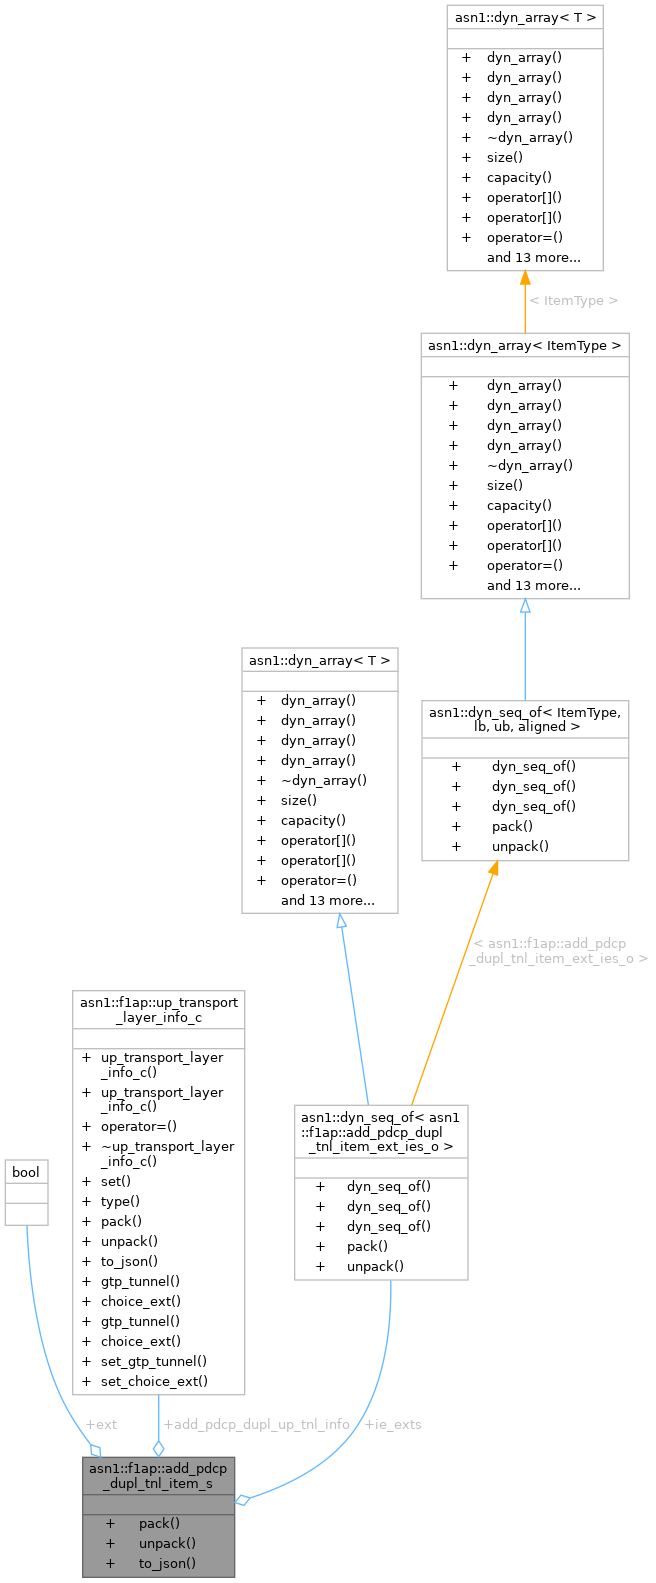 asn1::dyn_array< T >
+ dyn_array()
+ dyn_array()
+ dyn_array()
+ dyn_array()
+ ~dyn_array()
+ size()
+ capacity()
+ operator[]()
+ operator[]()
+ operator=()
and 13 more...
< ItemType >
asn1::dyn_array< ItemType >
+ dyn_array()
+ dyn_array()
+ dyn_array()
+ dyn_array()
+ ~dyn_array()
+ size()
+ capacity()
+ operator[]()
+ operator[]()
+ operator=()
and 13 more...
asn1::dyn_array< T >
+ dyn_array()
+ dyn_array()
+ dyn_array()
+ dyn_array()
+ ~dyn_array()
+ size()
+ capacity()
+ operator[]()
+ operator[]()
+ operator=()
and 13 more...
asn1::dyn_seq_of< ItemType,
lb, ub, aligned >
+ dyn_seq_of()
+ dyn_seq_of()
+ dyn_seq_of()
+ pack()
+ unpack()
< asn1::f1ap::add_pdcp
_dupl_tnl_item_ext_ies_o >
asn1::f1ap::up_transport
_layer_info_c
+ up_transport_layer
_info_c()
+ up_transport_layer
_info_c()
+ operator=()
+ ~up_transport_layer
_info_c()
+ set()
+ type()
+ pack()
+ unpack()
+ to_json()
+ gtp_tunnel()
+ choice_ext()
+ gtp_tunnel()
+ choice_ext()
+ set_gtp_tunnel()
+ set_choice_ext()
asn1::dyn_seq_of< asn1
::f1ap::add_pdcp_dupl
_tnl_item_ext_ies_o >
+ dyn_seq_of()
+ dyn_seq_of()
+ dyn_seq_of()
+ pack()
+ unpack()
bool
+ext
+add_pdcp_dupl_up_tnl_info
+ie_exts
asn1::f1ap::add_pdcp
_dupl_tnl_item_s
+ pack()
+ unpack()
+ to_json()